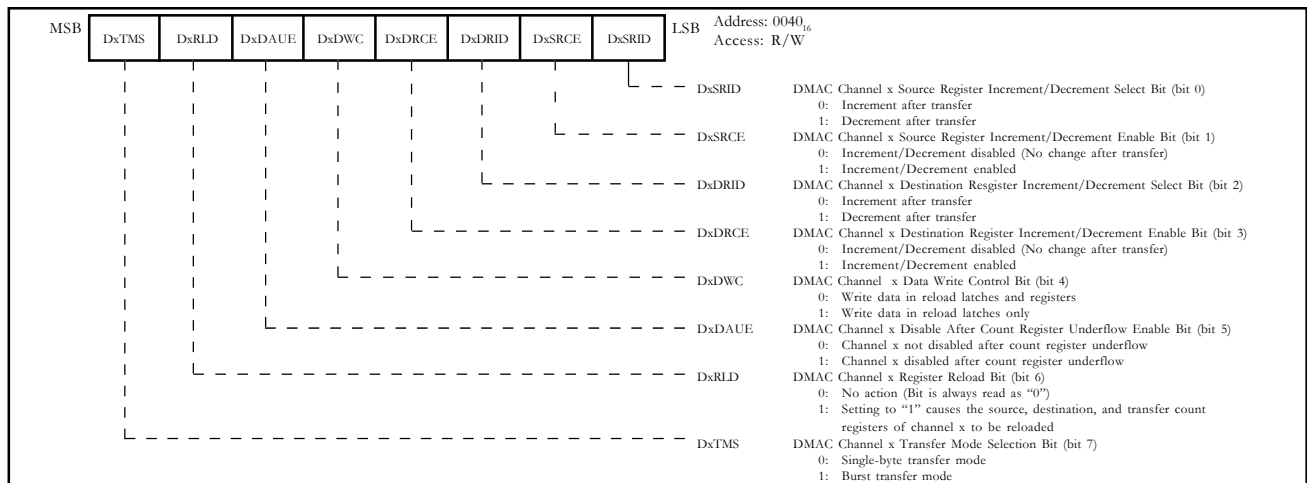 MSB DxTMS DxRLD DxDAUE DxDWC DxDRCE DxDRID DxSRCE DxSRID LSB Address: 0040₁₆
Access: R/W
DxSRID DMAC Channel x Source Register Increment/Decrement Select Bit (bit 0)
0: Increment after transfer
1: Decrement after transfer
DxSRCE DMAC Channel x Source Register Increment/Decrement Enable Bit (bit 1)
0: Increment/Decrement disabled (No change after transfer)
1: Increment/Decrement enabled
DxDRID DMAC Channel x Destination Resgister Increment/Decrement Select Bit (bit 2)
0: Increment after transfer
1: Decrement after transfer
DxDRCE DMAC Channel x Destination Register Increment/Decrement Enable Bit (bit 3)
0: Increment/Decrement disabled (No change after transfer)
1: Increment/Decrement enabled
DxDWC DMAC Channel x Data Write Control Bit (bit 4)
0: Write data in reload latches and registers
1: Write data in reload latches only
DxDAUE DMAC Channel x Disable After Count Register Underflow Enable Bit (bit 5)
0: Channel x not disabled after count register underflow
1: Channel x disabled after count register underflow
DxRLD DMAC Channel x Register Reload Bit (bit 6)
0: No action (Bit is always read as “0”)
1: Setting to “1” causes the source, destination, and transfer count
registers of channel x to be reloaded
DxTMS DMAC Channel x Transfer Mode Selection Bit (bit 7)
0: Single-byte transfer mode
1: Burst transfer mode